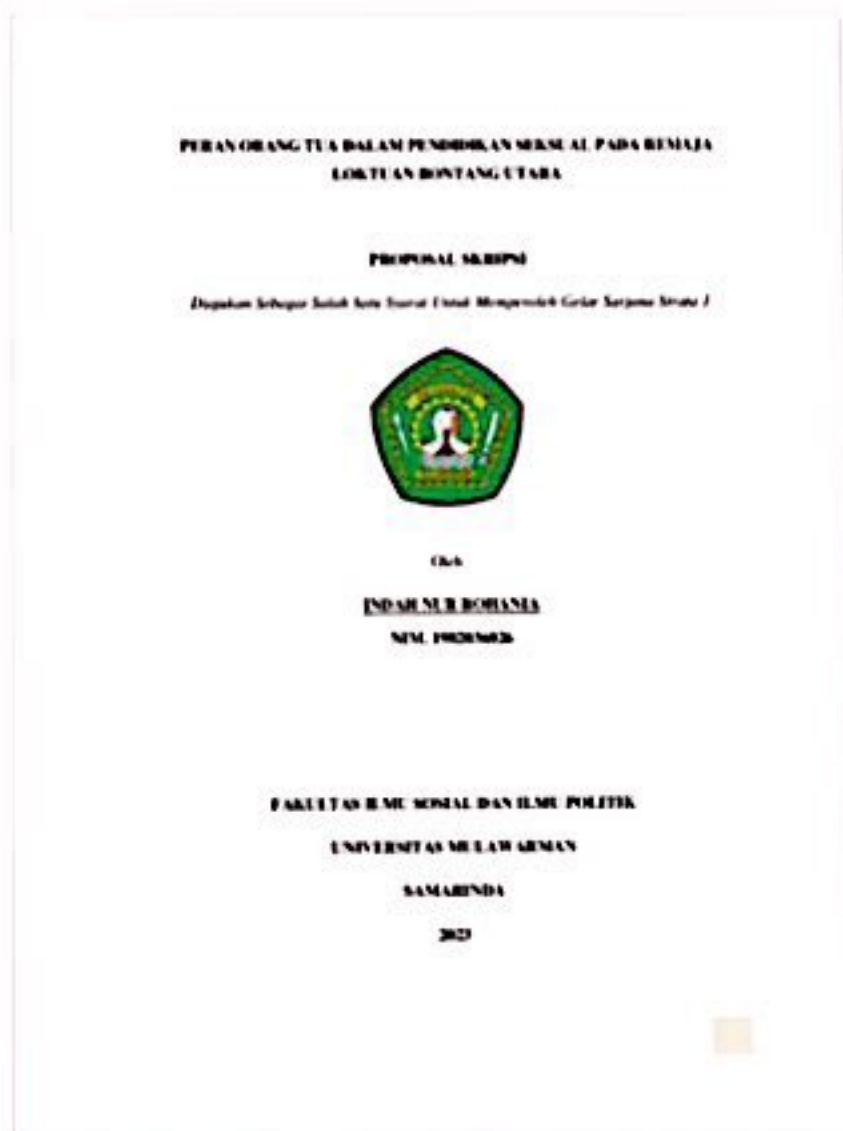 PERAN ORANG TUA DALAM PENDIDIKAN SEKSUAL PADA REMAJA
LOKTUAN BONTANG UTARA
PROPOSAL SKRIPSI
Diajukan Sebagai Salah Satu Syarat Untuk Memperoleh Gelar Sarjana Strata 1
Oleh
INDAH NUR ROHANIA
NIM.
FAKULTAS ILMU SOSIAL DAN ILMU POLITIK
UNIVERSITAS MULAWARMAN
SAMARINDA
2023